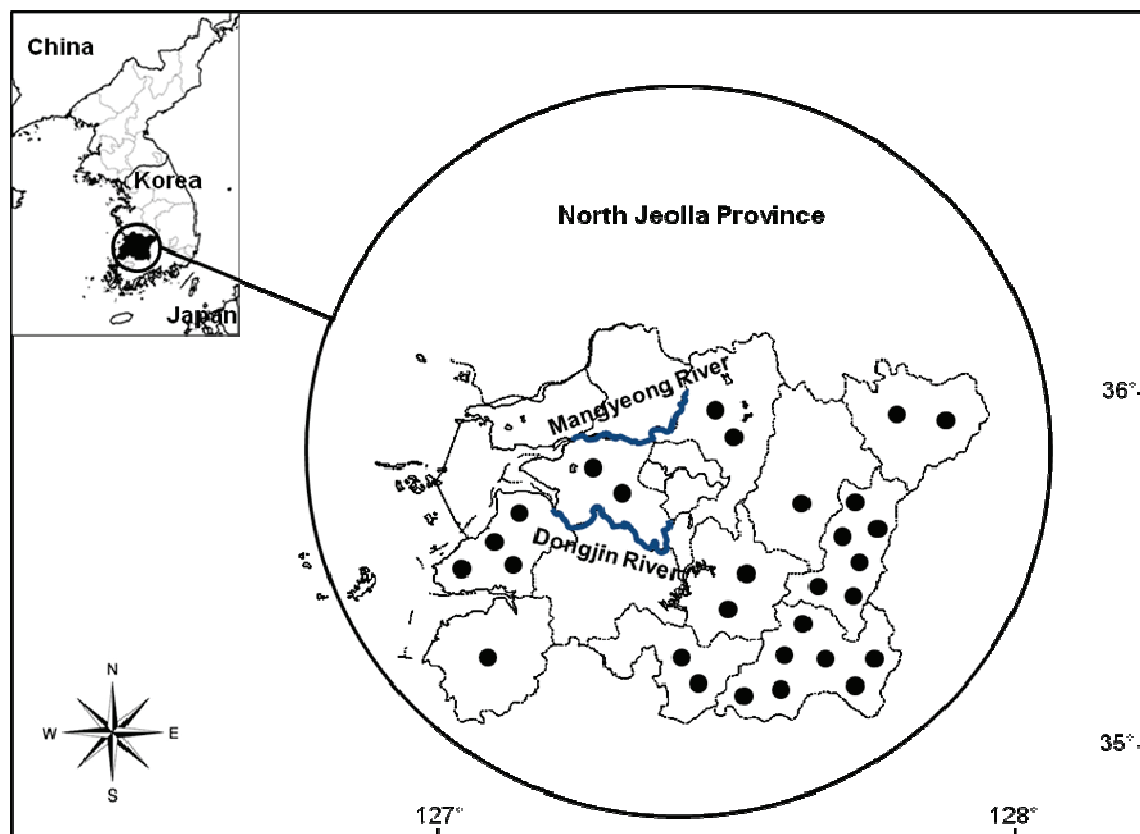 China
Korea
Japan
North Jeolla Province
Mangyeong River
Dongjin River
36°
35°
N
W E
S
127° 128°